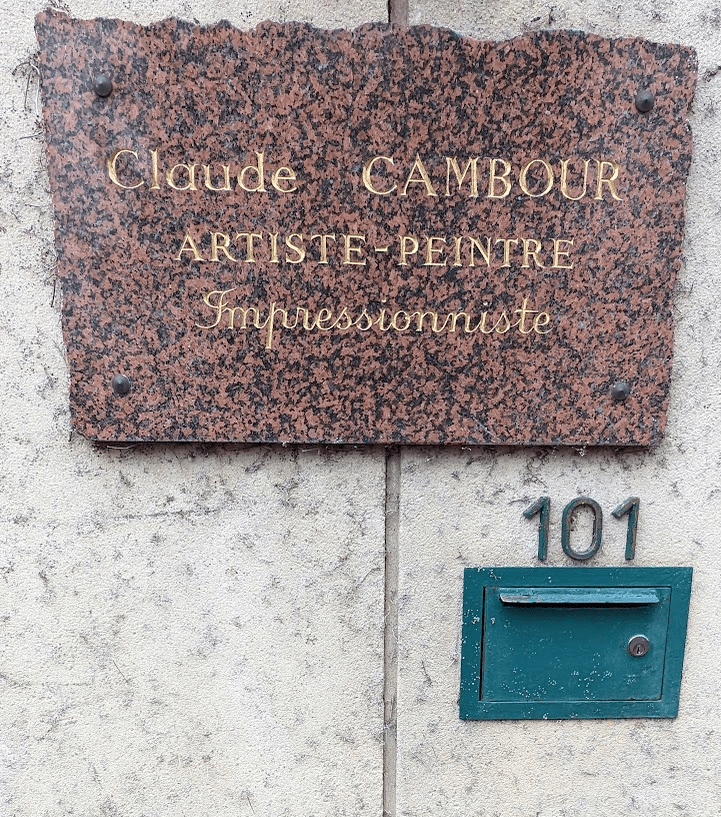 Claude CAMBOUR
ARTISTE-PEINTRE
Impressionniste
101